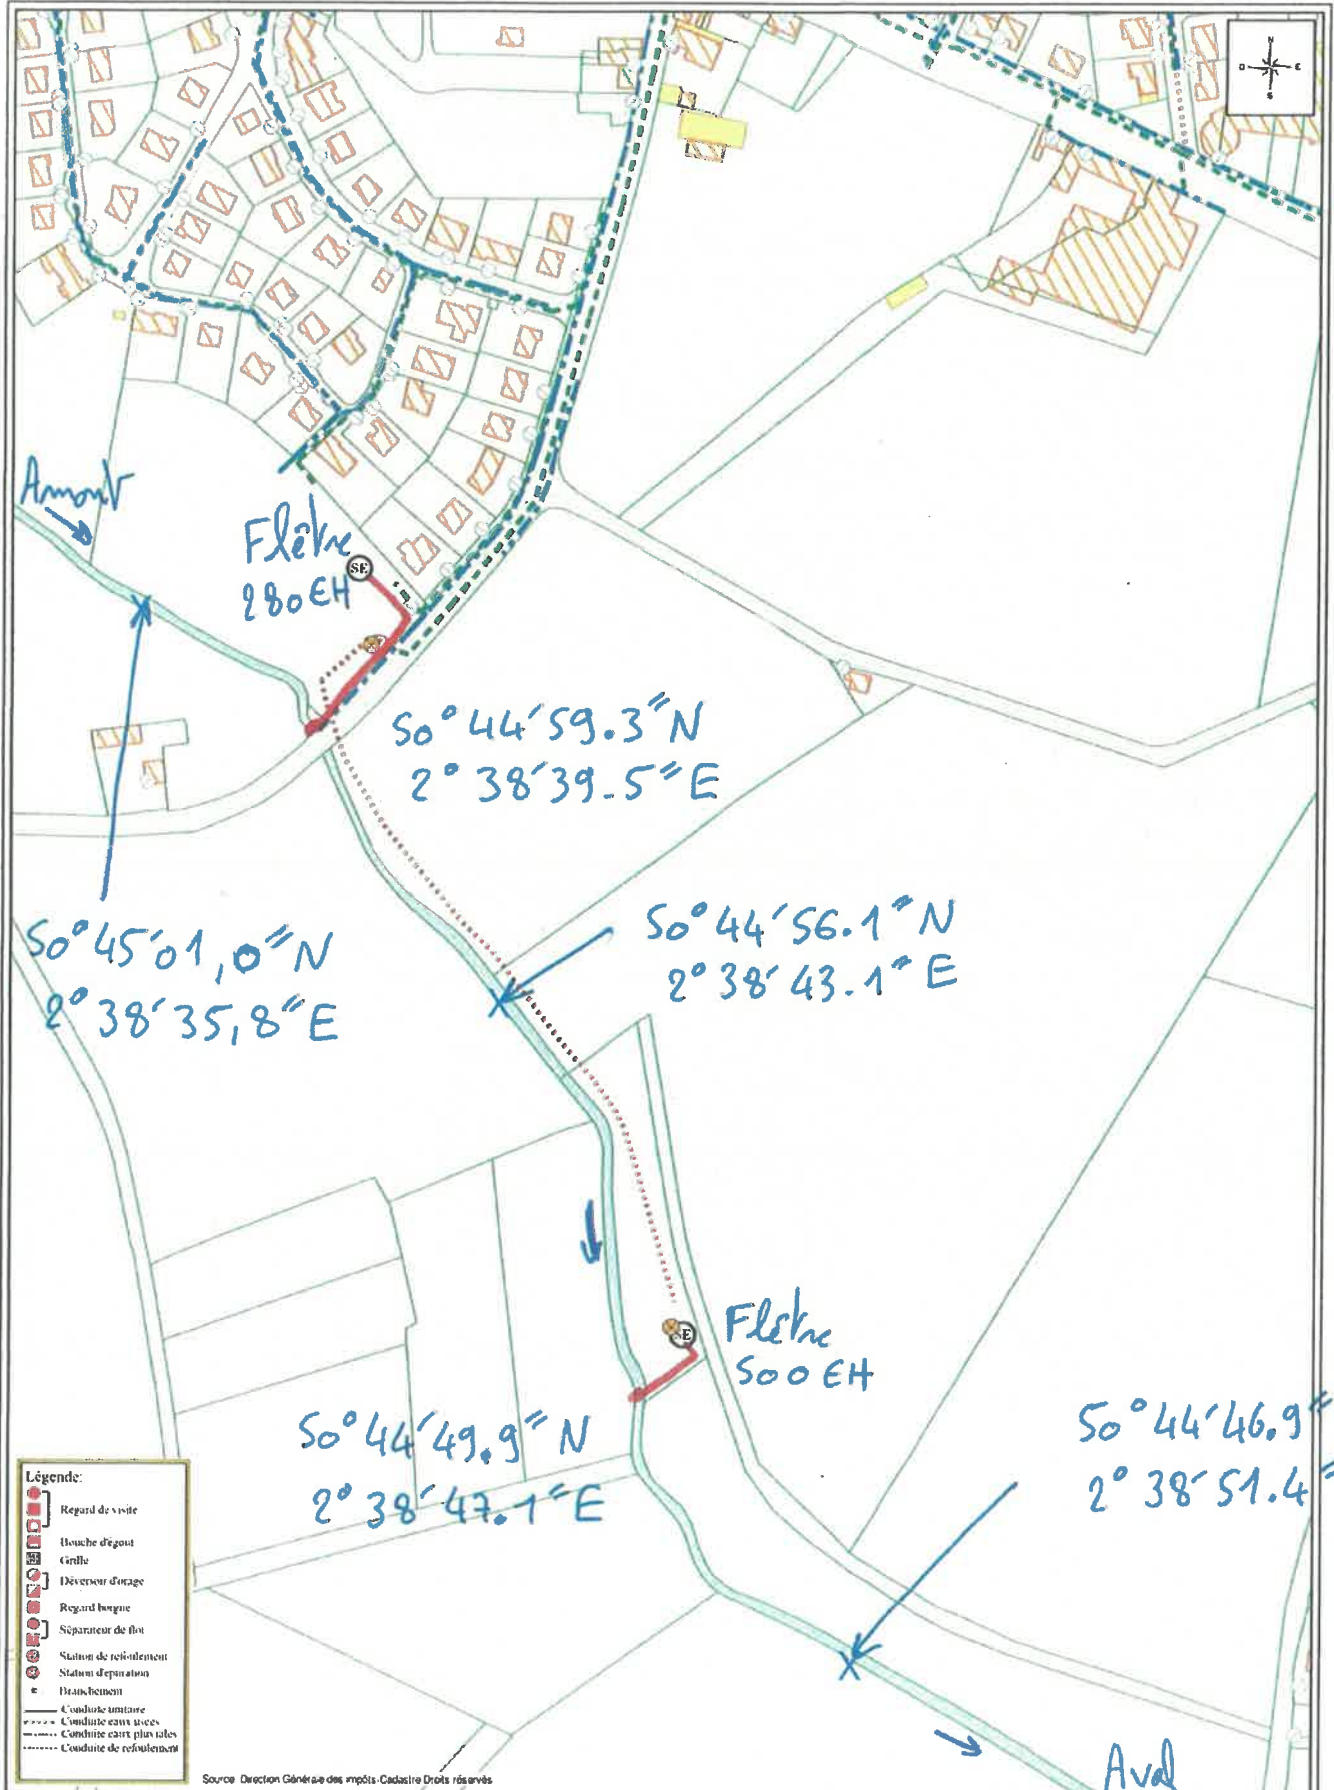 N
O E
S
Amont
Flêtre
280 EH
SE
50° 44' 59.3" N
2° 38' 39.5" E
50° 45' 01,0" N
2° 38' 35,8" E
50° 44' 56.1" N
2° 38' 43.1" E
SE
Flêtre
500 EH
50° 44' 49.9" N
2° 38' 47.1" E
50° 44' 46.9"
2° 38' 51.4"
Aval
Légende:
Regard de visite
Bouche d'égout
Grille
Déversoir d'orage
Regard borgne
Séparateur de flot
Station de refoulement
Station d'épuration
Branchement
Conduite unitaire
Conduite eaux usées
Conduite eaux pluviales
Conduite de refoulement
Source Direction Générale des impôts-Cadastre Droits réservés